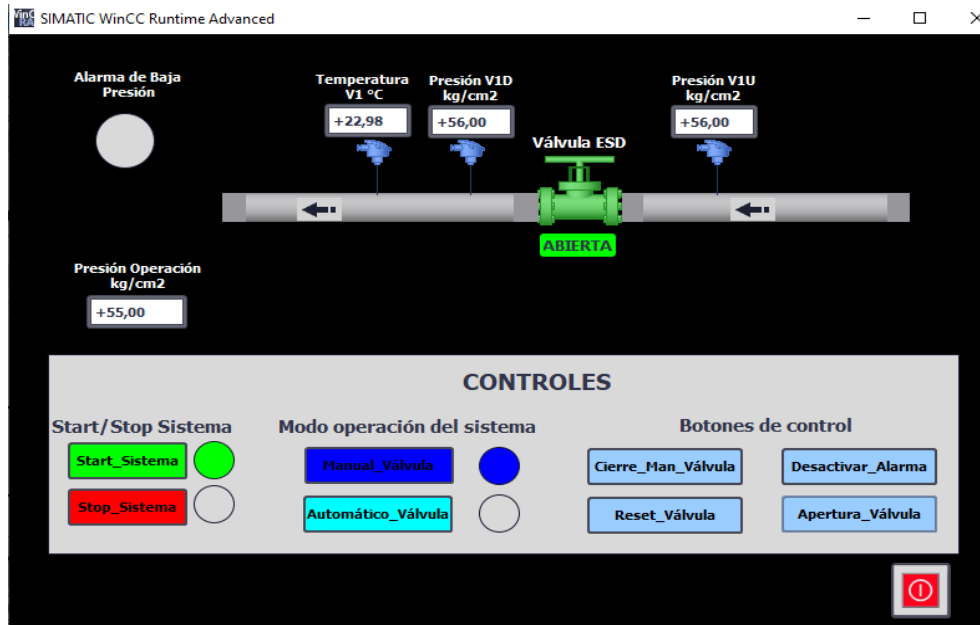 SIMATIC WinCC Runtime Advanced
Alarma de Baja
Presión
Temperatura
V1 °C
+22,98
Presión V1D
kg/cm2
+56,00
Presión V1U
kg/cm2
+56,00
Válvula ESD
ABIERTA
Presión Operación
kg/cm2
+55,00
CONTROLES
Start/Stop Sistema
Start_Sistema
Stop_Sistema
Modo operación del sistema
Manual_Válvula
Automático_Válvula
Botones de control
Cierre_Man_Válvula
Desactivar_Alarma
Reset_Válvula
Apertura_Válvula